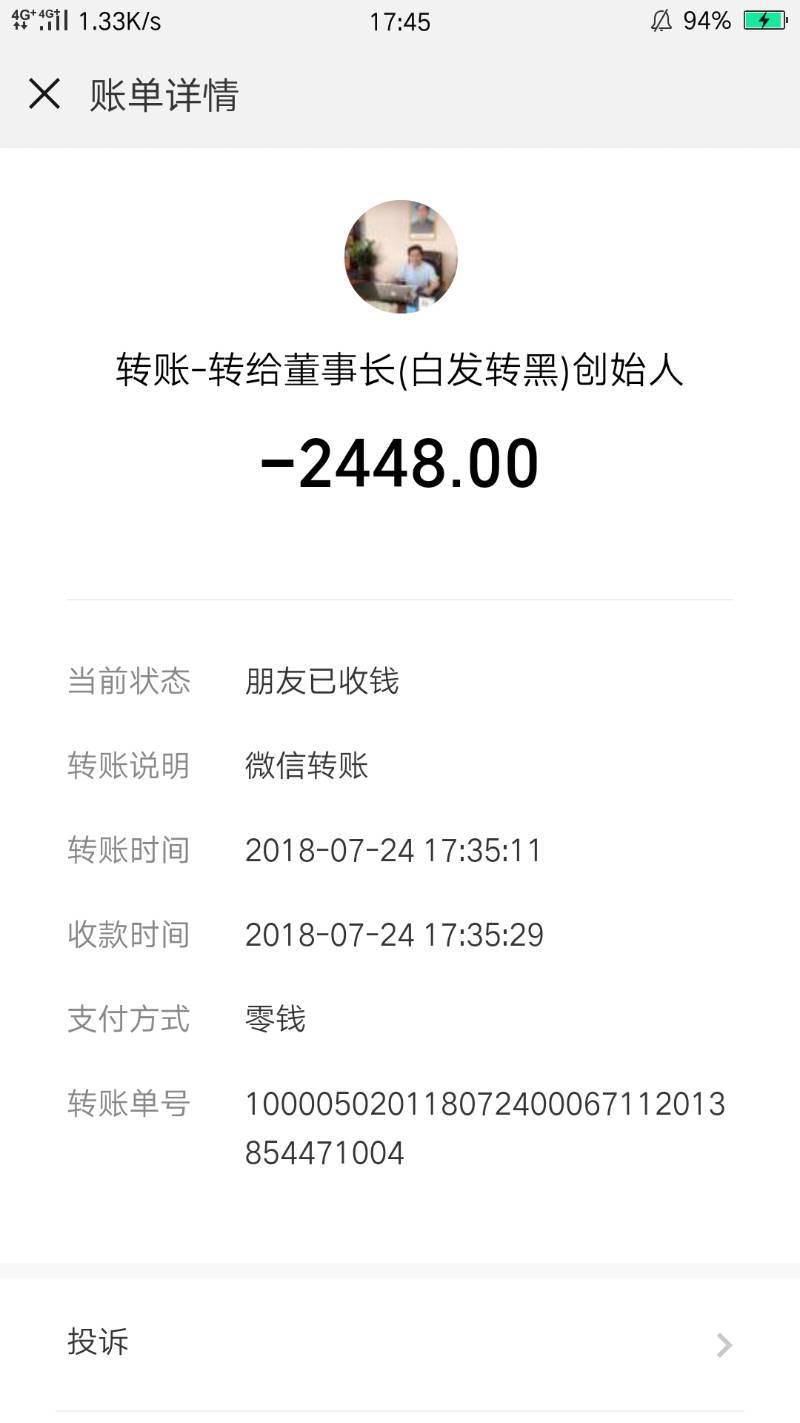 4G+ 4G+ 1.33K/s 17:45 94%
账单详情
转账-转给董事长(白发转黑)创始人
-2448.00
当前状态 朋友已收钱
转账说明 微信转账
转账时间 2018-07-24 17:35:11
收款时间 2018-07-24 17:35:29
支付方式 零钱
转账单号 100005020118072400067112013
854471004
投诉